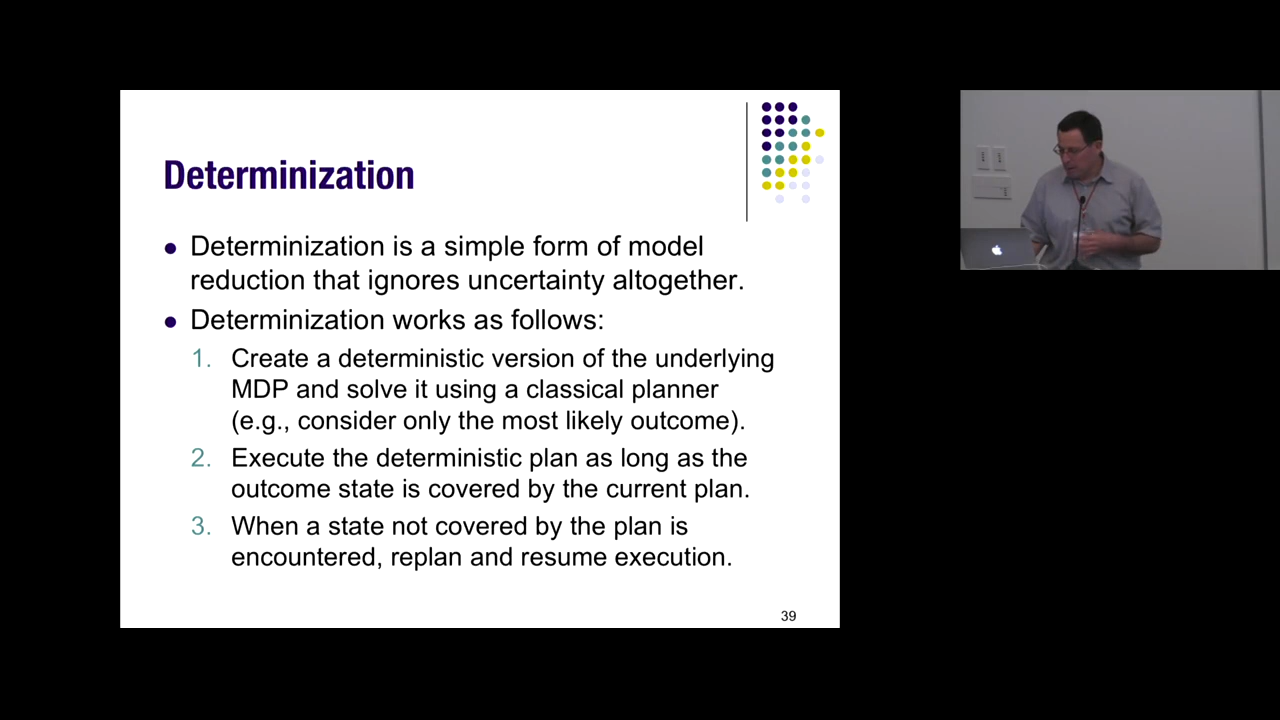 Determinization
Determinization is a simple form of model
reduction that ignores uncertainty altogether.
Determinization works as follows:
1. Create a deterministic version of the underlying
MDP and solve it using a classical planner
(e.g., consider only the most likely outcome).
2. Execute the deterministic plan as long as the
outcome state is covered by the current plan.
3. When a state not covered by the plan is
encountered, replan and resume execution.
39